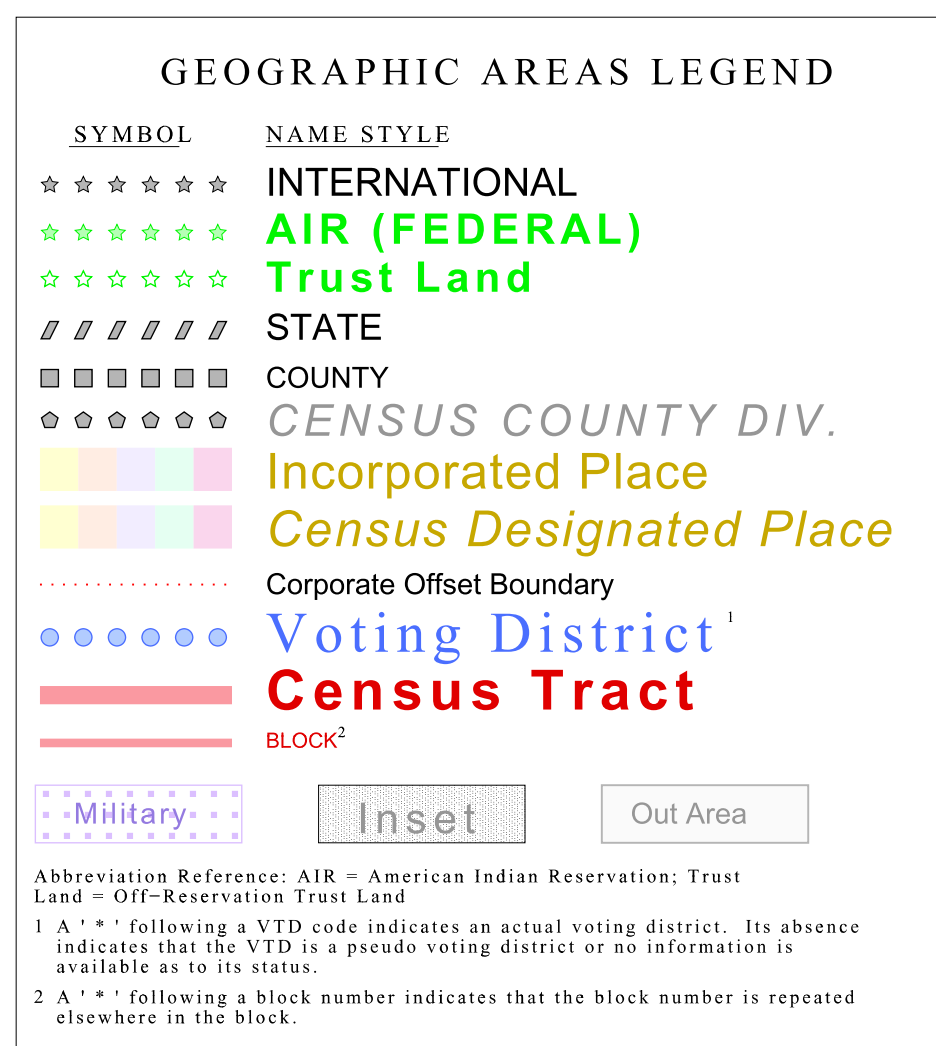 GEOGRAPHIC AREAS LEGEND
SYMBOL NAME STYLE
INTERNATIONAL
AIR (FEDERAL)
Trust Land
STATE
COUNTY
CENSUS COUNTY DIV.
Incorporated Place
Census Designated Place
Corporate Offset Boundary
Voting District 1
Census Tract
BLOCK2
Military Inset Out Area
Abbreviation Reference: AIR = American Indian Reservation; Trust
Land = Off−Reservation Trust Land
1 A ' * ' following a VTD code indicates an actual voting district. Its absence
indicates that the VTD is a pseudo voting district or no information is
available as to its status.
2 A ' * ' following a block number indicates that the block number is repeated
elsewhere in the block.